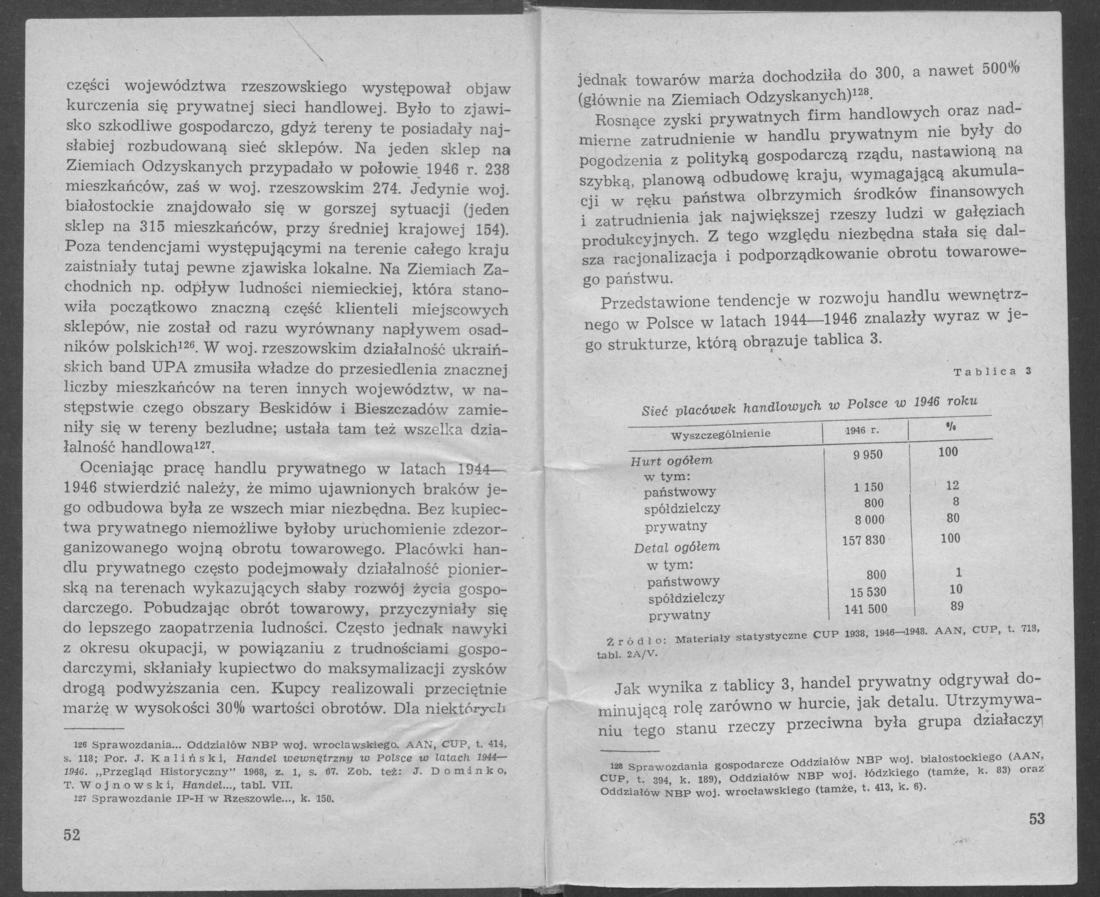 części województwa rzeszowskiego występował objaw
kurczenia się prywatnej sieci handlowej. Było to zjawi-
sko szkodliwe gospodarczo, gdyż tereny te posiadały naj-
słabiej rozbudowaną sieć sklepów. Na jeden sklep na
Ziemiach Odzyskanych przypadało w połowie 1946 r. 238
mieszkańców, zaś w woj. rzeszowskim 274. Jedynie woj.
białostockie znajdowało się w gorszej sytuacji (jeden
sklep na 315 mieszkańców, przy średniej krajowej 154).
Poza tendencjami występującymi na terenie całego kraju
zaistniały tutaj pewne zjawiska lokalne. Na Ziemiach Za-
chodnich np. odpływ ludności niemieckiej, która stano-
wiła początkowo znaczną część klienteli miejscowych
sklepów, nie został od razu wyrównany napływem osad-
ników polskich¹²⁶. W woj. rzeszowskim działalność ukraiń-
skich band UPA zmusiła władze do przesiedlenia znacznej
liczby mieszkańców na teren innych województw, w na-
stępstwie czego obszary Beskidów i Bieszczadów zamie-
niły się w tereny bezludne; ustała tam też wszelka dzia-
łalność handlowa¹²⁷.
Oceniając pracę handlu prywatnego w latach 1944—
1946 stwierdzić należy, że mimo ujawnionych braków je-
go odbudowa była ze wszech miar niezbędna. Bez kupiec-
twa prywatnego niemożliwe byłoby uruchomienie zdezor-
ganizowanego wojną obrotu towarowego. Placówki han-
dlu prywatnego często podejmowały działalność pionier-
ską na terenach wykazujących słaby rozwój życia gospo-
darczego. Pobudzając obrót towarowy, przyczyniały się
do lepszego zaopatrzenia ludności. Często jednak nawyki
z okresu okupacji, w powiązaniu z trudnościami gospo-
darczymi, skłaniały kupiectwo do maksymalizacji zysków
drogą podwyższania cen. Kupcy realizowali przeciętnie
marżę w wysokości 30% wartości obrotów. Dla niektórych
¹²⁶ Sprawozdania... Oddziałów NBP woj. wrocławskiego. AAN, CUP, t. 414,
s. 118; Por. J. Kaliński, Handel wewnętrzny w Polsce w latach 1944—
1946. „Przegląd Historyczny" 1968, z. 1, s. 67. Zob. też: J. Dominko,
T. Wojnowski, Handel..., tabl. VII.
¹²⁷ Sprawozdanie IP-H w Rzeszowie..., k. 150.
52
jednak towarów marża dochodziła do 300, a nawet 500%
(głównie na Ziemiach Odzyskanych)¹²⁸.
Rosnące zyski prywatnych firm handlowych oraz nad-
mierne zatrudnienie w handlu prywatnym nie były do
pogodzenia z polityką gospodarczą rządu, nastawioną na
szybką, planową odbudowę kraju, wymagającą akumula-
cji w ręku państwa olbrzymich środków finansowych
i zatrudnienia jak największej rzeszy ludzi w gałęziach
produkcyjnych. Z tego względu niezbędna stała się dal-
sza racjonalizacja i podporządkowanie obrotu towarowe-
go państwu.
Przedstawione tendencje w rozwoju handlu wewnętrz-
nego w Polsce w latach 1944—1946 znalazły wyraz w je-
go strukturze, którą obrazuje tablica 3.
Tablica 3
Sieć placówek handlowych w Polsce w 1946 roku
Wyszczególnienie 1946 r. %
Hurt ogółem 9 950 100
w tym:
państwowy 1 150 12
spółdzielczy 800 8
prywatny 8 000 80
Detal ogółem 157 830 100
w tym:
państwowy 800 1
spółdzielczy 15 530 10
prywatny 141 500 89
Źródło: Materiały statystyczne CUP 1938, 1946—1948. AAN, CUP, t. 718,
tabl. 2A/V.
Jak wynika z tablicy 3, handel prywatny odgrywał do-
minującą rolę zarówno w hurcie, jak detalu. Utrzymywa-
niu tego stanu rzeczy przeciwna była grupa działaczy
¹²⁸ Sprawozdania gospodarcze Oddziałów NBP woj. białostockiego (AAN,
CUP, t. 394, k. 189), Oddziałów NBP woj. łódzkiego (tamże, k. 83) oraz
Oddziałów NBP woj. wrocławskiego (tamże, t. 413, k. 6).
53